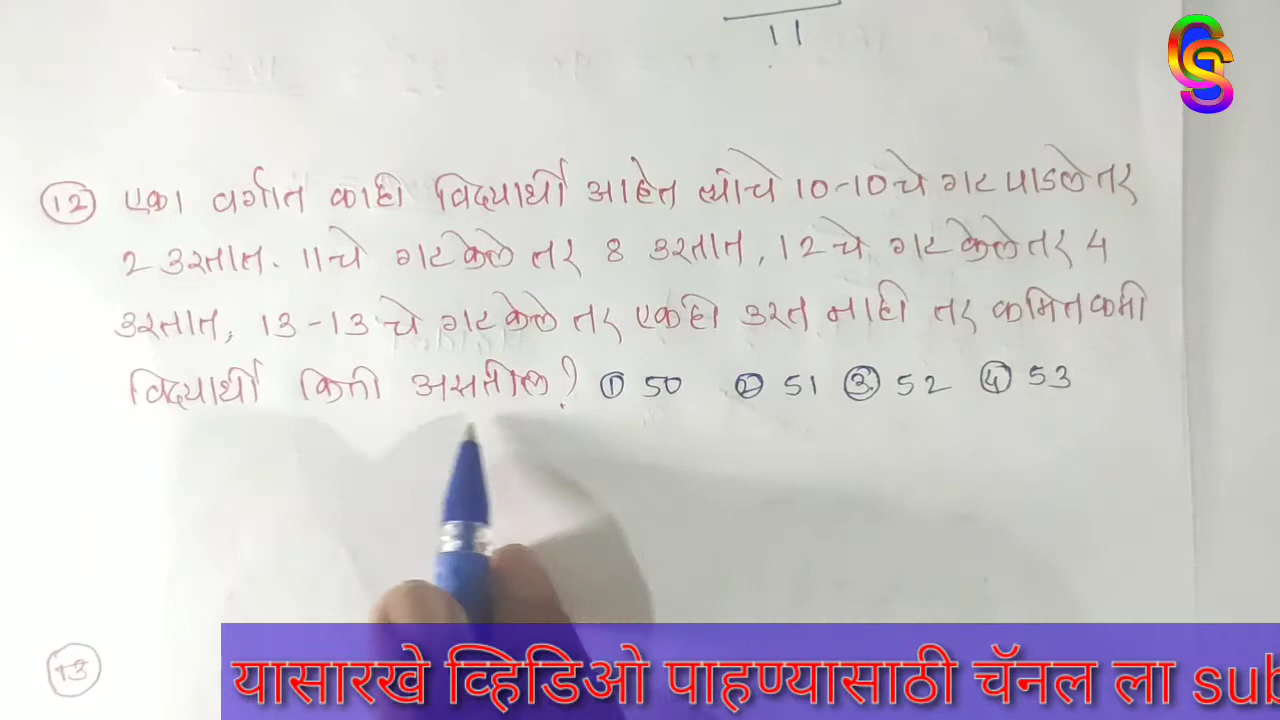 11
12 एका वर्गात काही विद्यार्थी आहेत त्यांचे 10-10चे गट पाडले तर
2 उरतात. 11चे गट केले तर 8 उरतात, 12चे गट केले तर 4
उरतात, 13-13 चे गट केले तर एकही उरत नाही तर कमितकमी
विद्यार्थी किती असतील? ① 50 ② 51 ③ 52 ④ 53
13
यासारखे व्हिडिओ पाहण्यासाठी चॅनल ला sub